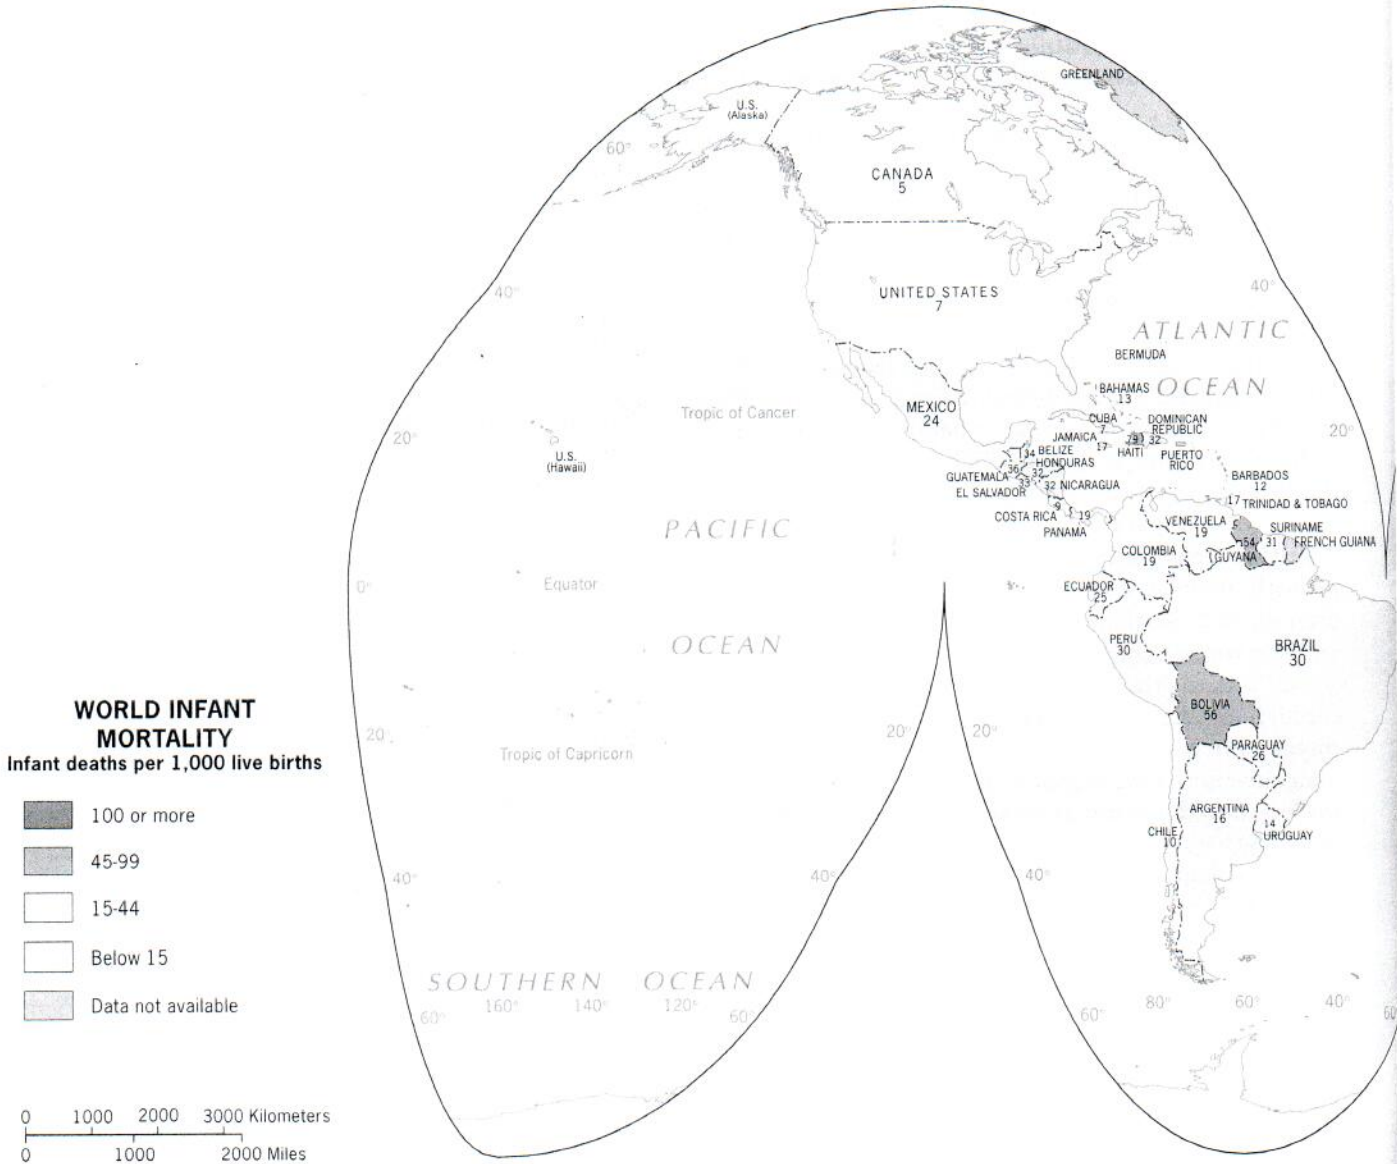 GREENLAND
U.S.
(Alaska)
60°
CANADA
5
40°
UNITED STATES
7
40°
ATLANTIC
BERMUDA
OCEAN
BAHAMAS
13
MEXICO
24
Tropic of Cancer
CUBA
7
DOMINICAN
REPUBLIC
32
20°
20°
JAMAICA
17
79
HAITI
PUERTO
RICO
U.S.
(Hawaii)
34 BELIZE
HONDURAS
32
36
GUATEMALA
33
EL SALVADOR
32 NICARAGUA
BARBADOS
12
17 TRINIDAD & TOBAGO
9
COSTA RICA
19
PANAMA
PACIFIC
VENEZUELA
19
SURINAME
31
FRENCH GUIANA
54
GUYANA
COLOMBIA
19
0°
Equator
ECUADOR
25
OCEAN
PERU
30
BRAZIL
30
BOLIVIA
56
WORLD INFANT
MORTALITY
Infant deaths per 1,000 live births
20°
Tropic of Capricorn
20°
20°
PARAGUAY
26
100 or more
45-99
15-44
Below 15
Data not available
ARGENTINA
16
CHILE
10
14
URUGUAY
40°
40°
40°
SOUTHERN OCEAN
60° 160° 140° 120° 60°
60° 80° 60° 40° 60
0 1000 2000 3000 Kilometers
0 1000 2000 Miles